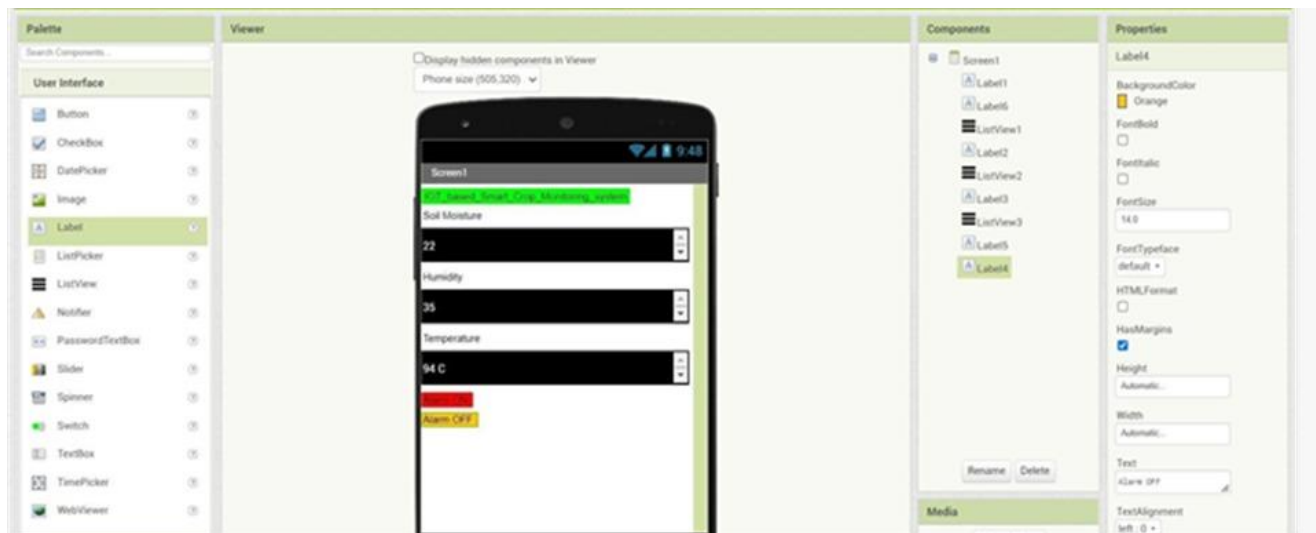 Palette
Search Components...
User Interface
Button
CheckBox
DatePicker
Image
Label
ListPicker
ListView
Notifier
PasswordTextBox
Slider
Spinner
Switch
TextBox
TimePicker
WebViewer
Viewer
Display hidden components in Viewer
Phone size (505,320)
9:48
Screen1
IOT_based_Smart_Crop_Monitoring_system
Soil Moisture
22
Humidity
35
Temperature
94 C
Alarm ON
Alarm OFF
Components
Screen1
Label1
Label6
ListView1
Label2
ListView2
Label3
ListView3
Label5
Label4
Rename Delete
Media
Properties
Label4
BackgroundColor
Orange
FontBold
FontItalic
FontSize
14.0
FontTypeface
default
HTMLFormat
HasMargins
Height
Automatic...
Width
Automatic...
Text
Alarm OFF
TextAlignment
left : 0